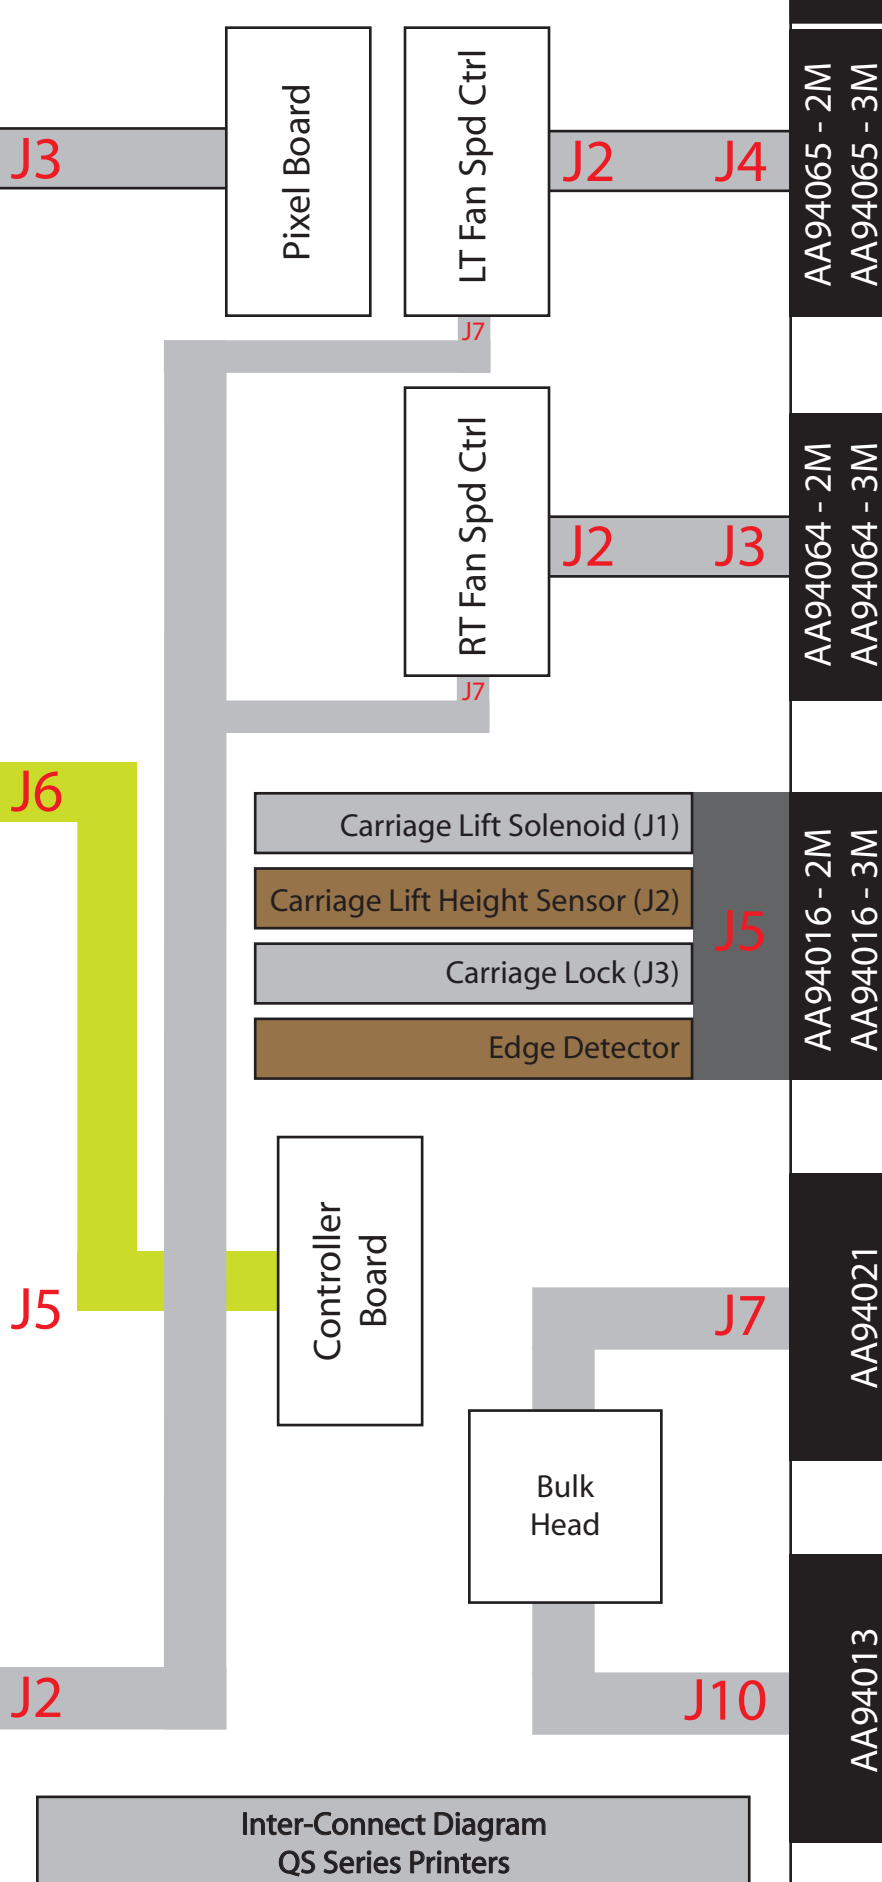 J3
Pixel Board
LT Fan Spd Ctrl
J2
J4
AA94065 - 2M
AA94065 - 3M
J7
RT Fan Spd Ctrl
J2
J3
AA94064 - 2M
AA94064 - 3M
J7
J6
Carriage Lift Solenoid (J1)
Carriage Lift Height Sensor (J2)
Carriage Lock (J3)
Edge Detector
J5
AA94016 - 2M
AA94016 - 3M
J5
Controller
Board
J7
AA94021
Bulk
Head
J2
J10
AA94013
Inter-Connect Diagram
QS Series Printers